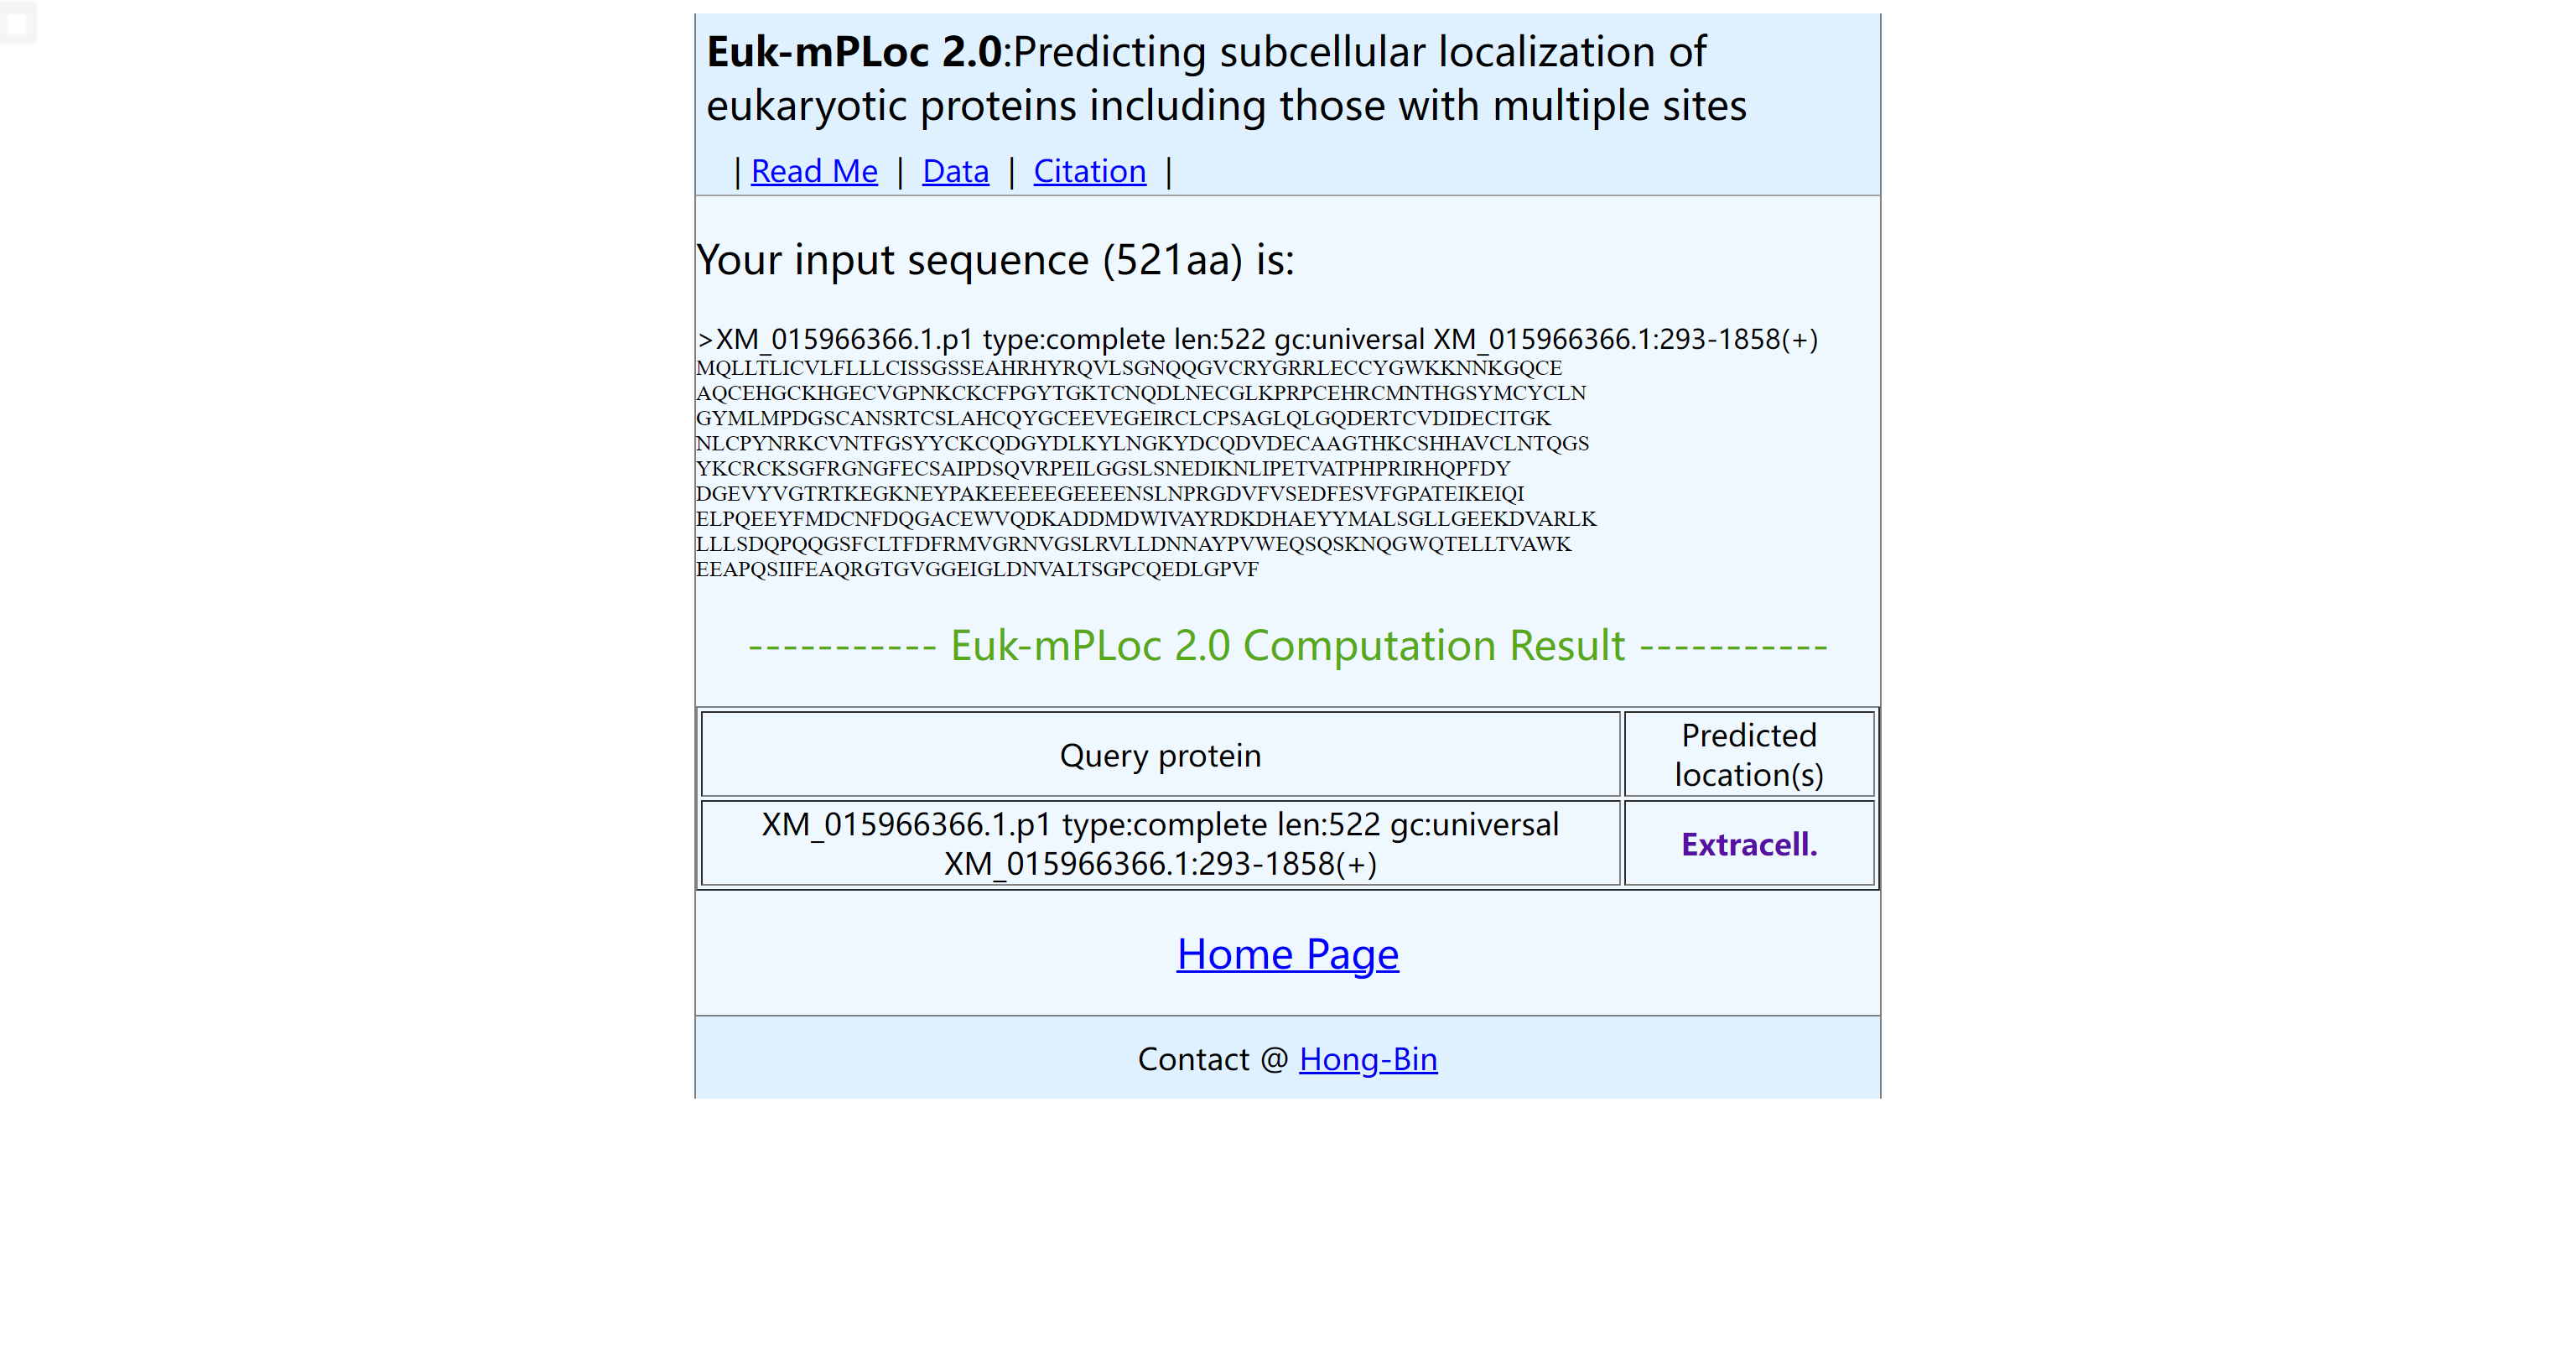 Euk-mPLoc 2.0:Predicting subcellular localization of
eukaryotic proteins including those with multiple sites
| Read Me | Data | Citation |
Your input sequence (521aa) is:
>XM_015966366.1.p1 type:complete len:522 gc:universal XM_015966366.1:293-1858(+)
MQLLTLICVLFLLLCISSGSSEAHRHYRQVLSGNQQGVCRYGRRLECCYGWKKNNKGQCE
AQCEHGCKHGECVGPNKCKCFPGYTGKTCNQDLNECGLKPRPCEHRCMNTHGSYMCYCLN
GYMLMPDGSCANSRTCSLAHCQYGCEEVEGEIRCLCPSAGLQLGQDERTCVDIDECITGK
NLCPYNRKCVNTFGSYYCKCQDGYDLKYLNGKYDCQDVDECAAGTHKCSHHAVCLNTQGS
YKCRCKSGFRGNGFECSAIPDSQVRPEILGGSLSNEDIKNLIPETVATPHPRIRHQPFDY
DGEVYVGTRTKEGKNEYPAKEEEEEGEEEENSLNPRGDVFVSEDFESVFGPATEIKEIQI
ELPQEEYFMDCNFDQGACEWVQDKADDMDWIVAYRDKDHAEYYMALSGLLGEEKDVARLK
LLLSDQPQQGSFCLTFDFRMVGRNVGSLRVLLDNNAYPVWEQSQSKNQGWQTELLTVAWK
EEAPQSIIFEAQRGTGVGGEIGLDNVALTSGPCQEDLGPVF
----------- Euk-mPLoc 2.0 Computation Result -----------
Query protein
Predicted
location(s)
XM_015966366.1.p1 type:complete len:522 gc:universal
XM_015966366.1:293-1858(+)
Extracell.
Home Page
Contact @ Hong-Bin